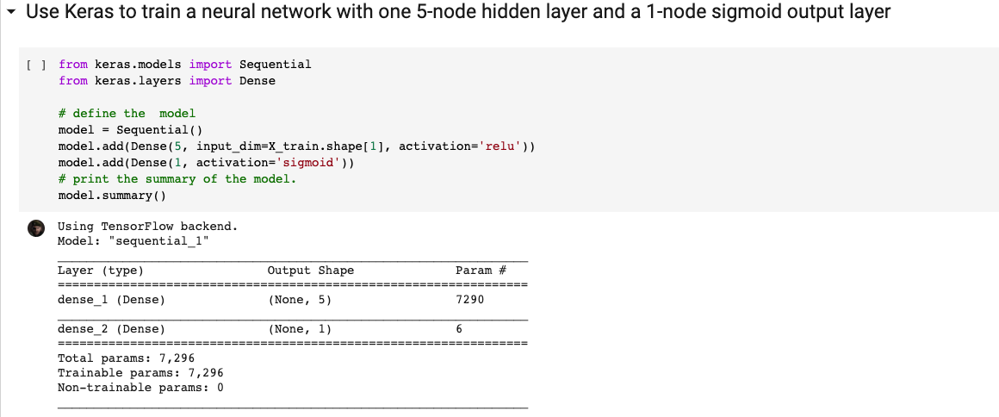 Use Keras to train a neural network with one 5-node hidden layer and a 1-node sigmoid output layer
[ ] from keras.models import Sequential
from keras.layers import Dense
# define the  model
model = Sequential()
model.add(Dense(5, input_dim=X_train.shape[1], activation='relu'))
model.add(Dense(1, activation='sigmoid'))
# print the summary of the model.
model.summary()
Using TensorFlow backend.
Model: "sequential_1"
Layer (type) Output Shape Param #
dense_1 (Dense) (None, 5) 7290
dense_2 (Dense) (None, 1) 6
Total params: 7,296
Trainable params: 7,296
Non-trainable params: 0